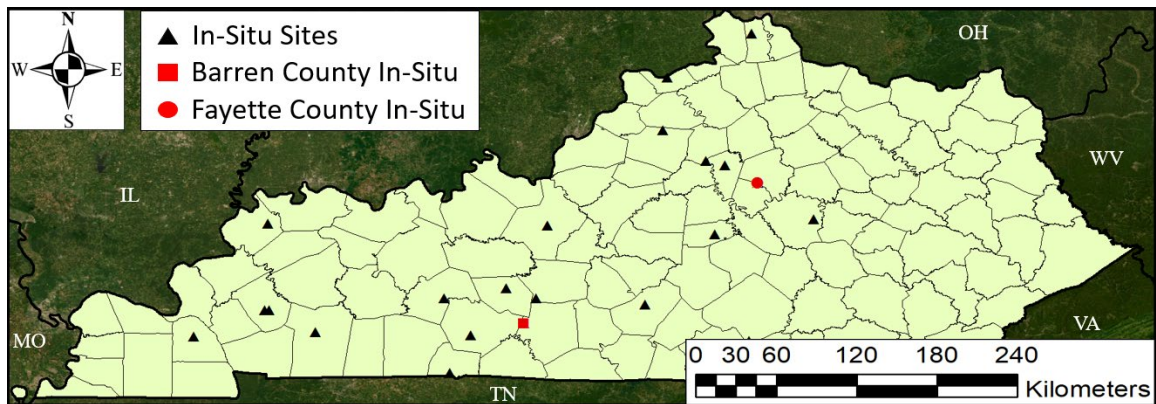 N
W E
S
In-Situ Sites
Barren County In-Situ
Fayette County In-Situ
OH
WV
IL
MO
VA
TN
0 30 60 120 180 240
Kilometers